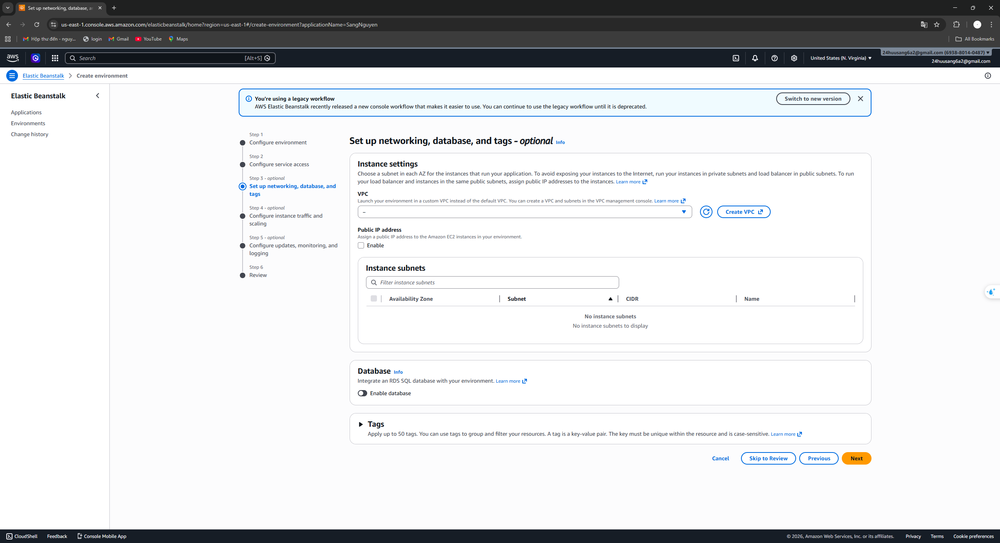 Set up networking, database, a
us-east-1.console.aws.amazon.com/elasticbeanstalk/home?region=us-east-1#/create-environment?applicationName=SangNguyen
Hộp thư đến - nguy...
login
Gmail
YouTube
Maps
All Bookmarks
aws
Search
[Alt+S]
United States (N. Virginia)
24huusang6a2@gmail.com (6938-8014-0487)
24huusang6a2@gmail.com
Elastic Beanstalk
Create environment
Elastic Beanstalk
Applications
Environments
Change history
You're using a legacy workflow
AWS Elastic Beanstalk recently released a new console workflow that makes it easier to use. You can continue to use the legacy workflow until it is deprecated.
Switch to new version
Step 1
Configure environment
Step 2
Configure service access
Step 3 - optional
Set up networking, database, and
tags
Step 4 - optional
Configure instance traffic and
scaling
Step 5 - optional
Configure updates, monitoring, and
logging
Step 6
Review
Set up networking, database, and tags - optional Info
Instance settings
Choose a subnet in each AZ for the instances that run your application. To avoid exposing your instances to the Internet, run your instances in private subnets and load balancer in public subnets. To run
your load balancer and instances in the same public subnets, assign public IP addresses to the instances. Learn more
VPC
Launch your environment in a custom VPC instead of the default VPC. You can create a VPC and subnets in the VPC management console. Learn more
–
Create VPC
Public IP address
Assign a public IP address to the Amazon EC2 instances in your environment.
Enable
Instance subnets
Filter instance subnets
Availability Zone
Subnet
CIDR
Name
No instance subnets
No instance subnets to display
Database Info
Integrate an RDS SQL database with your environment. Learn more
Enable database
Tags
Apply up to 50 tags. You can use tags to group and filter your resources. A tag is a key-value pair. The key must be unique within the resource and is case-sensitive. Learn more
Cancel
Skip to Review
Previous
Next
CloudShell
Feedback
Console Mobile App
© 2026, Amazon Web Services, Inc. or its affiliates.
Privacy
Terms
Cookie preferences